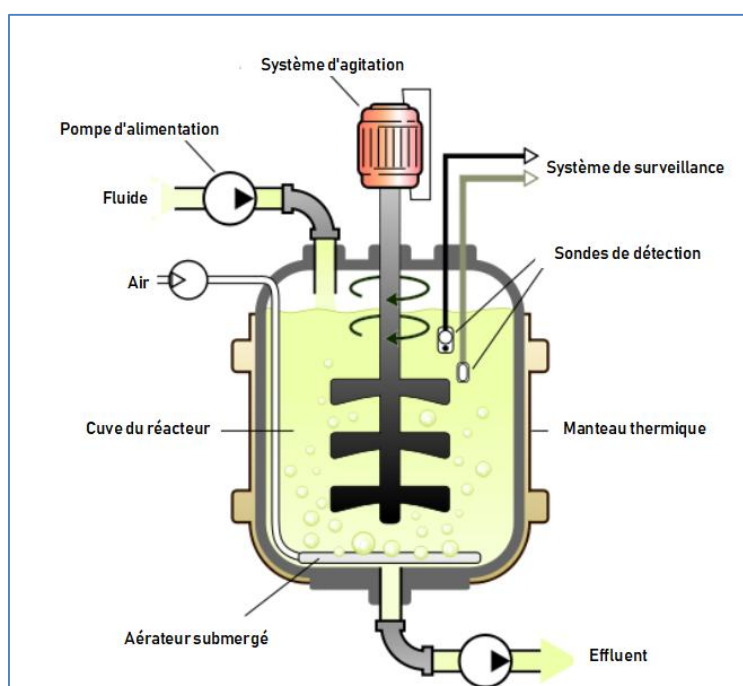 Système d'agitation
Pompe d'alimentation
Système de surveillance
Fluide
Sondes de détection
Air
Cuve du réacteur
Manteau thermique
Aérateur submergé
Effluent